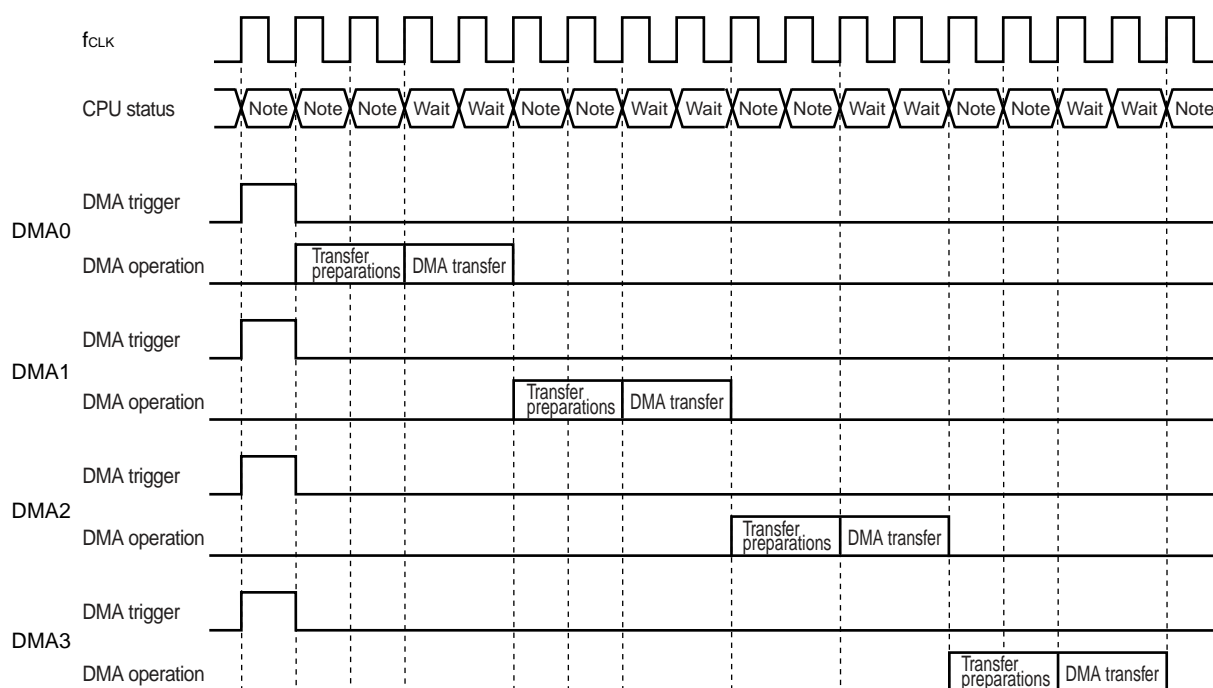 fCLK
CPU status Note Note Note Wait Wait Note Note Wait Wait Note Note Wait Wait Note Note Wait Wait Note
DMA trigger
DMA0
DMA operation
Transfer
preparations
DMA transfer
DMA trigger
DMA1
DMA operation
Transfer
preparations
DMA transfer
DMA trigger
DMA2
DMA operation
Transfer
preparations
DMA transfer
DMA trigger
DMA3
DMA operation
Transfer
preparations
DMA transfer